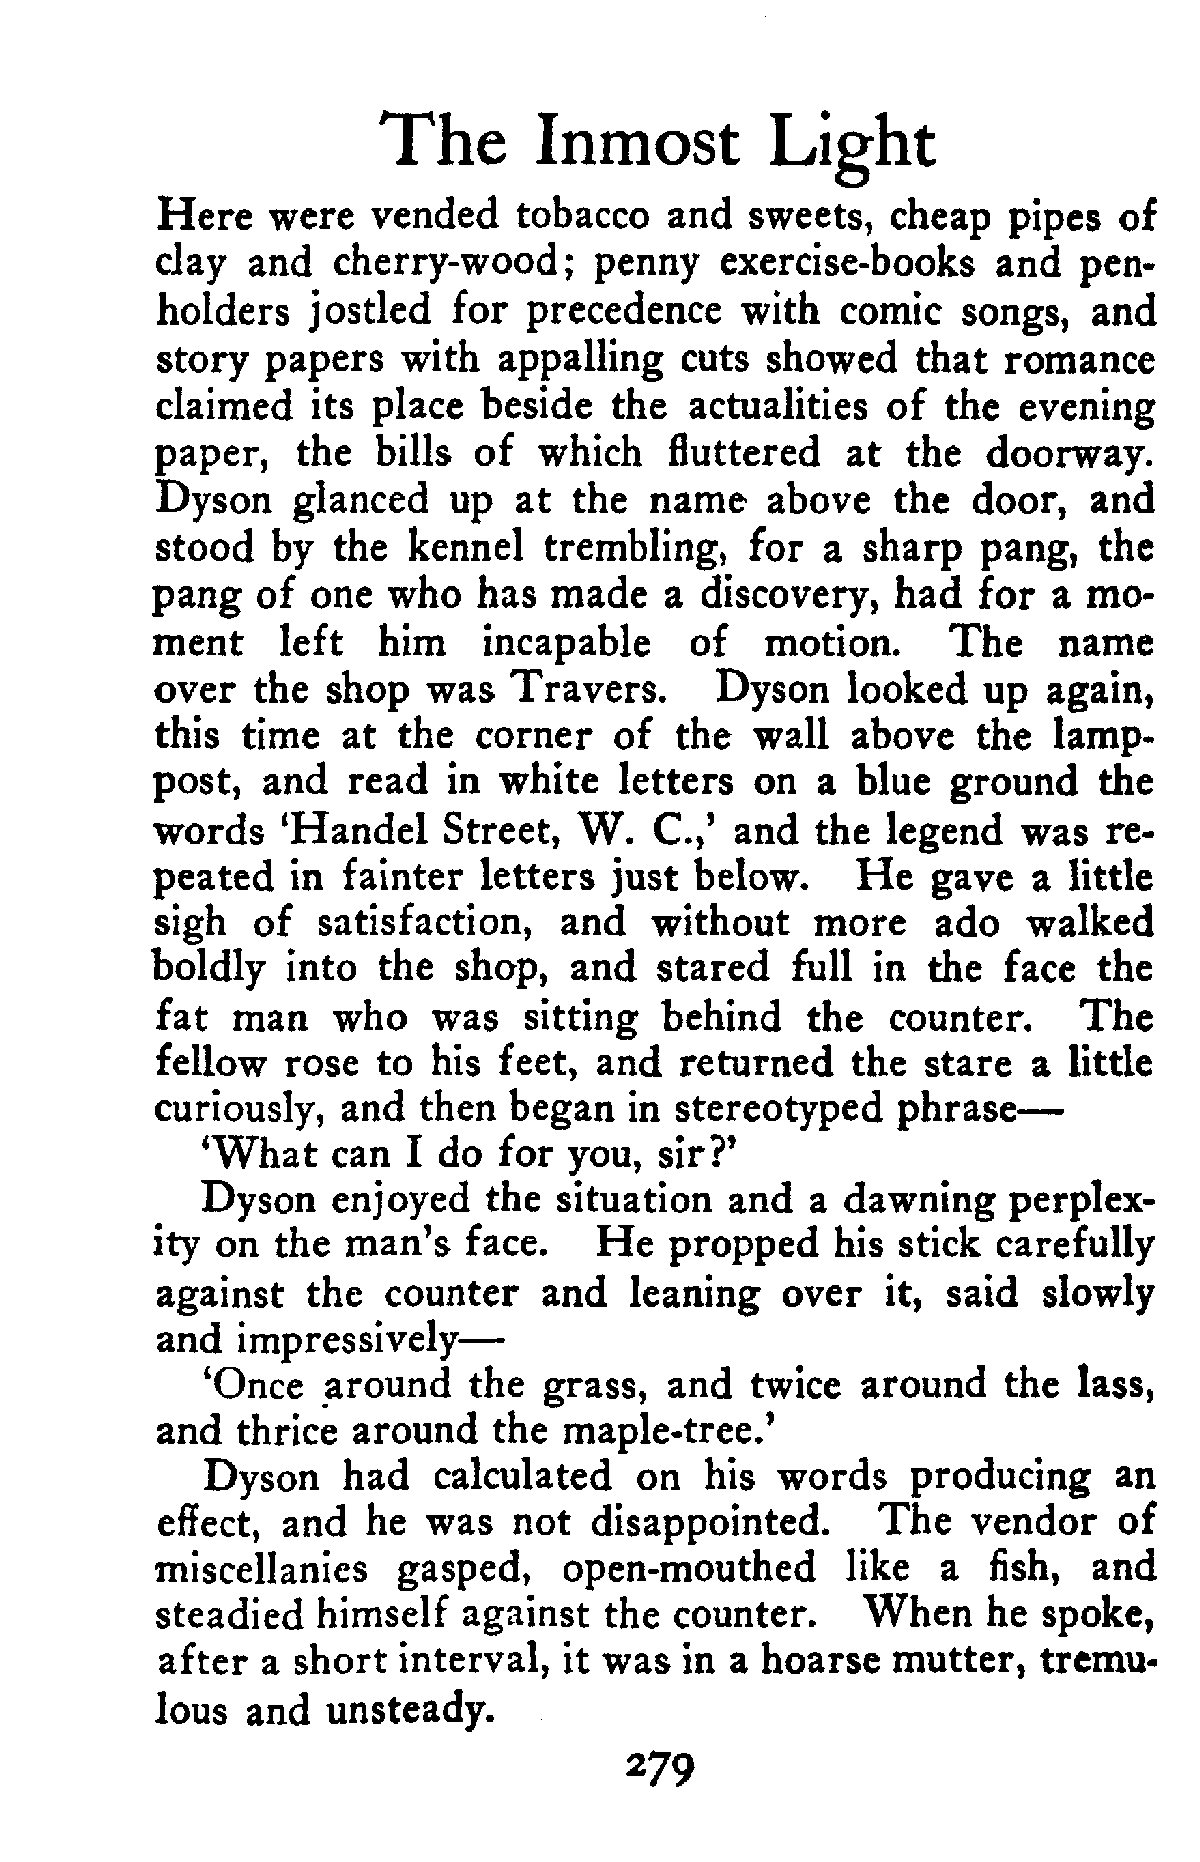 The Inmost Light
Here were vended tobacco and sweets, cheap pipes of
clay and cherry-wood; penny exercise-books and pen-
holders jostled for precedence with comic songs, and
story papers with appalling cuts showed that romance
claimed its place beside the actualities of the evening
paper, the bills of which fluttered at the doorway.
Dyson glanced up at the name above the door, and
stood by the kennel trembling, for a sharp pang, the
pang of one who has made a discovery, had for a mo-
ment left him incapable of motion. The name
over the shop was Travers. Dyson looked up again,
this time at the corner of the wall above the lamp-
post, and read in white letters on a blue ground the
words ‘Handel Street, W. C.,’ and the legend was re-
peated in fainter letters just below. He gave a little
sigh of satisfaction, and without more ado walked
boldly into the shop, and stared full in the face the
fat man who was sitting behind the counter. The
fellow rose to his feet, and returned the stare a little
curiously, and then began in stereotyped phrase—
‘What can I do for you, sir?’
Dyson enjoyed the situation and a dawning perplex-
ity on the man’s face. He propped his stick carefully
against the counter and leaning over it, said slowly
and impressively—
‘Once around the grass, and twice around the lass,
and thrice around the maple-tree.’
Dyson had calculated on his words producing an
effect, and he was not disappointed. The vendor of
miscellanies gasped, open-mouthed like a fish, and
steadied himself against the counter. When he spoke,
after a short interval, it was in a hoarse mutter, tremu-
lous and unsteady.
279